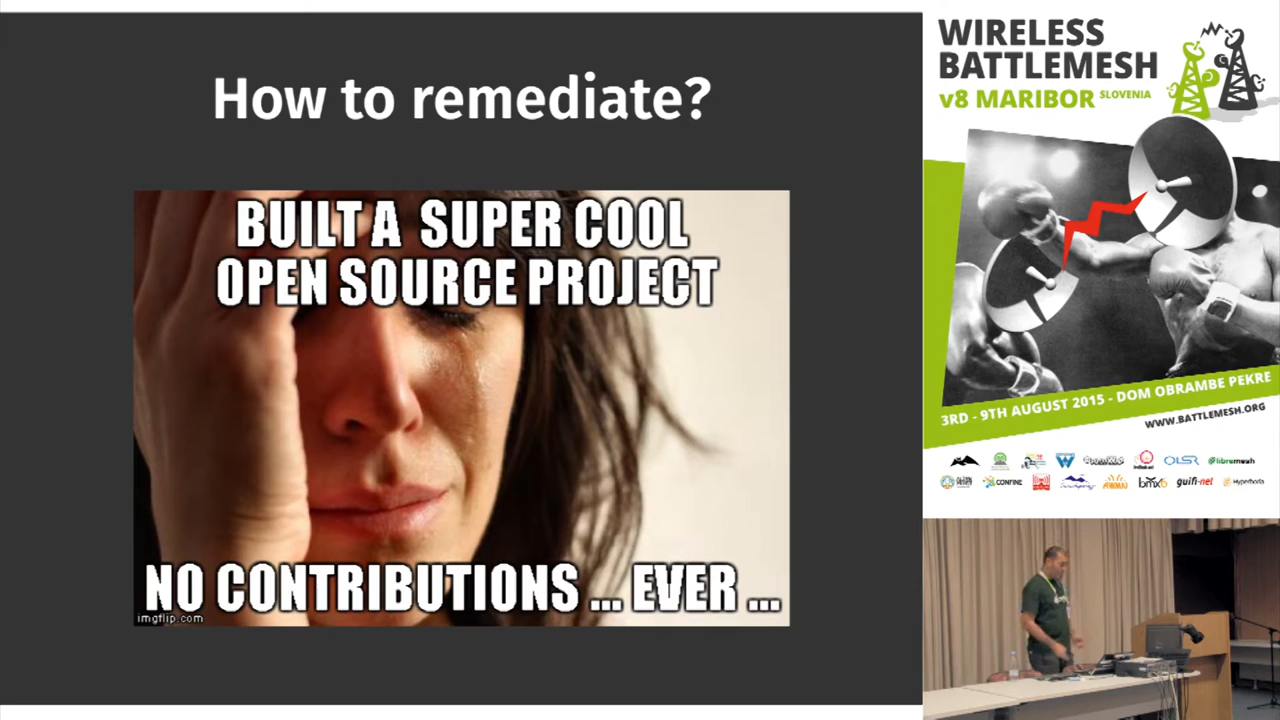 How to remediate?
BUILT A SUPER COOL
OPEN SOURCE PROJECT
NO CONTRIBUTIONS ... EVER ...
imgflip.com
WIRELESS
BATTLEMESH
v8 MARIBOR SLOVENIA
3RD - 9TH AUGUST 2015 - DOM OBRAMBE PEKRE
WWW.BATTLEMESH.ORG
OLSR libremesh
CONFINE bmx6 guifi·net Hyperboria